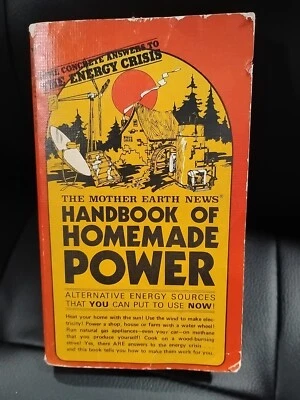 CONCRETE ANSWERS TO
THE ENERGY CRISIS
THE MOTHER EARTH NEWS®
HANDBOOK OF
HOMEMADE
POWER
ALTERNATIVE ENERGY SOURCES
THAT YOU CAN PUT TO USE NOW!
Heat your home with the sun! Use the wind to make elec-
tricity! Power a shop, house or farm with a water wheel! Run
natural gas appliances—even your car—on methane
that you produce yourself! Cook on a wood-burning
stove! Yes, there ARE answers to the energy crisis
and this book tells you how to make them work for you.